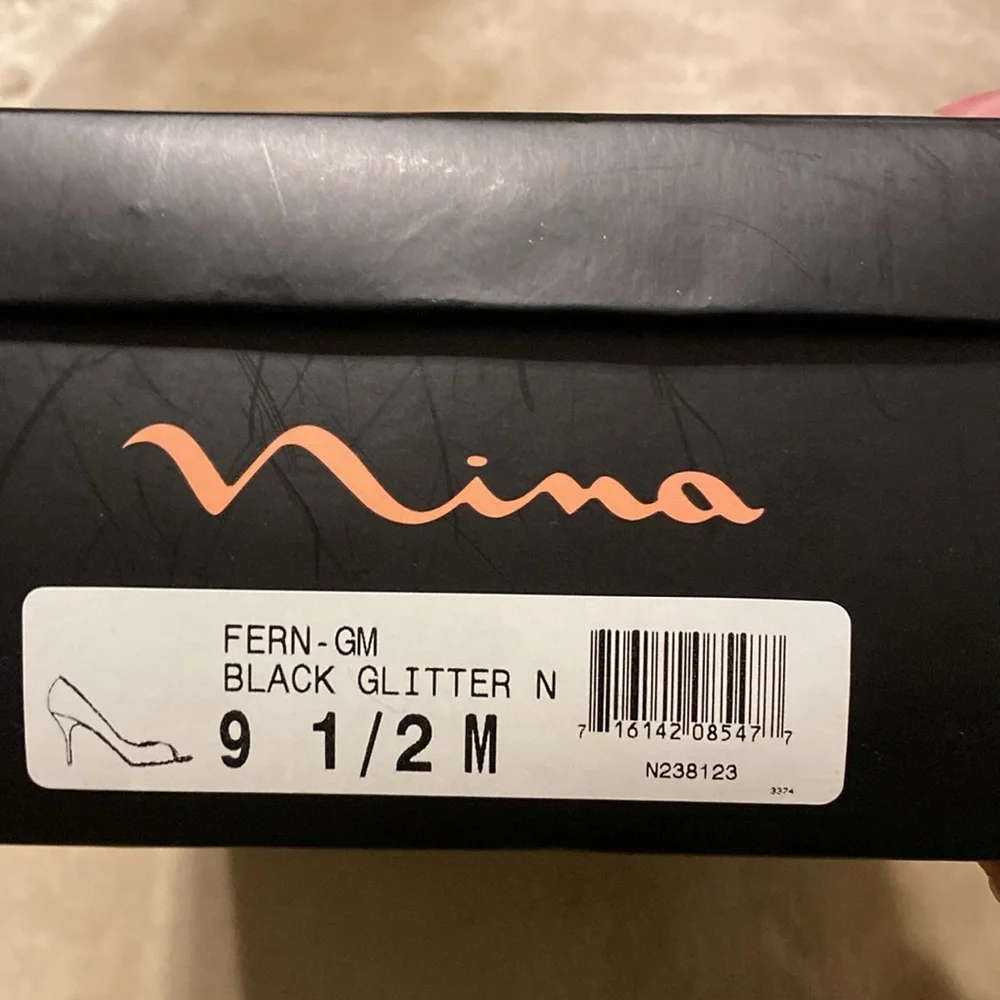 nina
FERN-GM
BLACK GLITTER N
9 1/2 M
7 16142 08547 7
N238123
3374